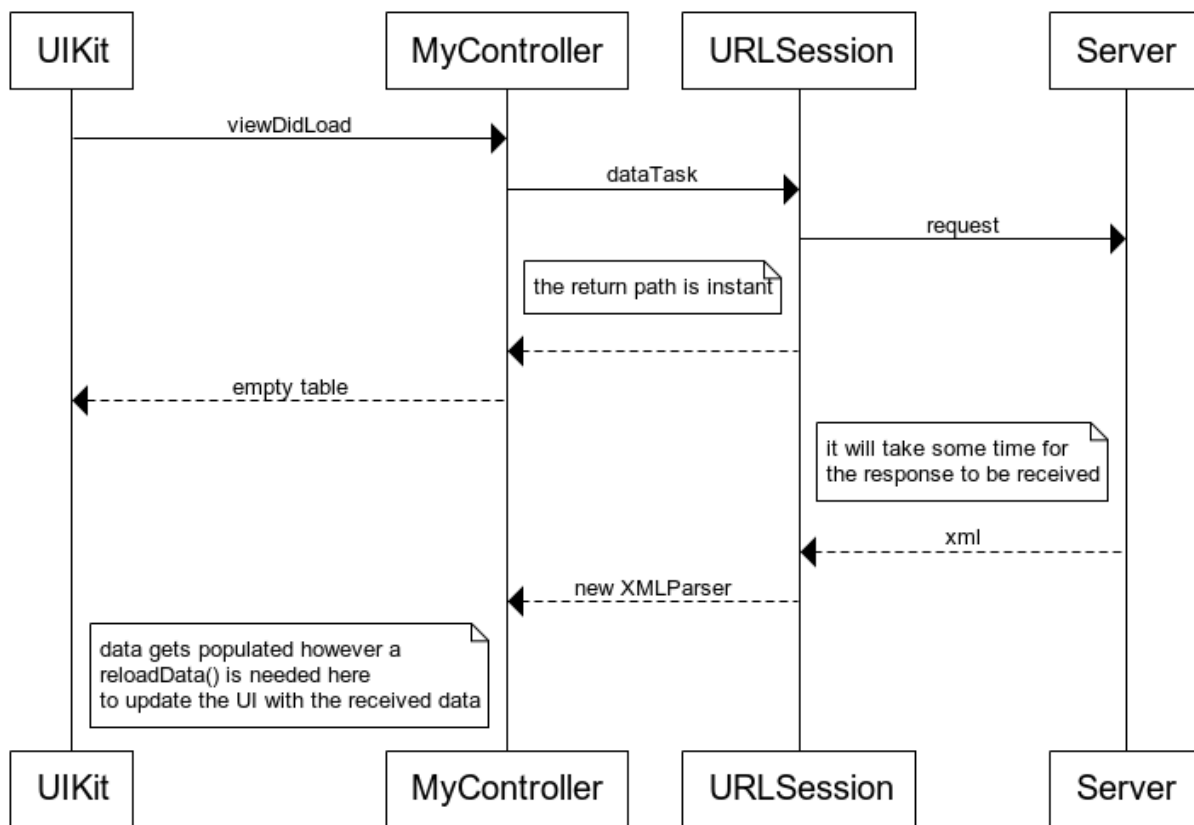 UIKit
MyController
URLSession
Server
viewDidLoad
dataTask
request
the return path is instant
empty table
it will take some time for
the response to be received
xml
new XMLParser
data gets populated however a
reloadData() is needed here
to update the UI with the received data
UIKit
MyController
URLSession
Server